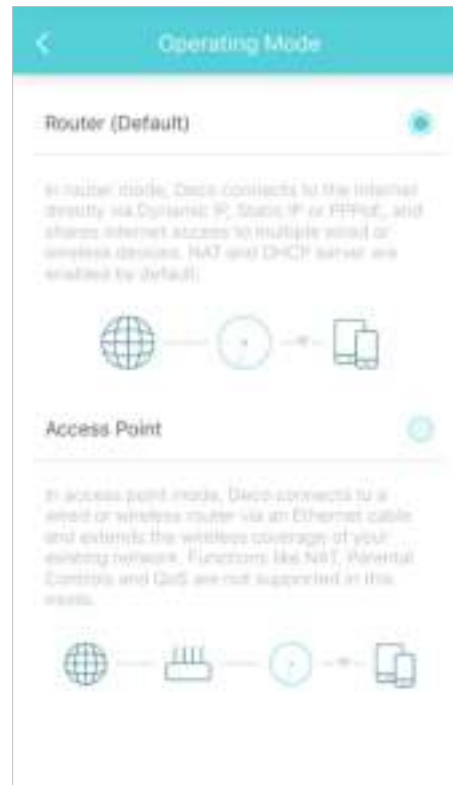 Operating Mode
Router (Default)
In router mode, Deco connects to the internet
directly via Dynamic IP, Static IP or PPPoE, and
shares internet access to multiple wired or
wireless devices. NAT and DHCP server are
enabled by default.
Access Point
In access point mode, Deco connects to a
wired or wireless router via an Ethernet cable
and extends the wireless coverage of your
existing network. Functions like NAT, Parental
Controls and QoS are not supported in this
mode.